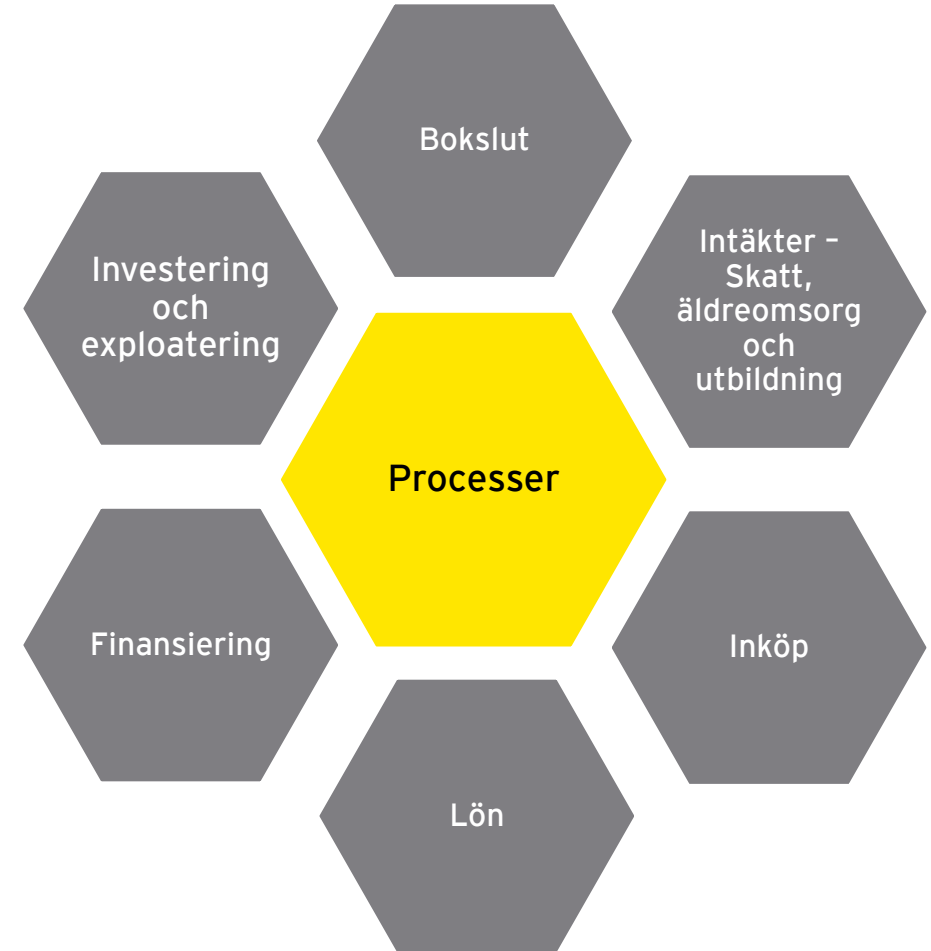 Bokslut
Investering
och
exploatering
Intäkter –
Skatt,
äldreomsorg
och
utbildning
Processer
Finansiering
Inköp
Lön